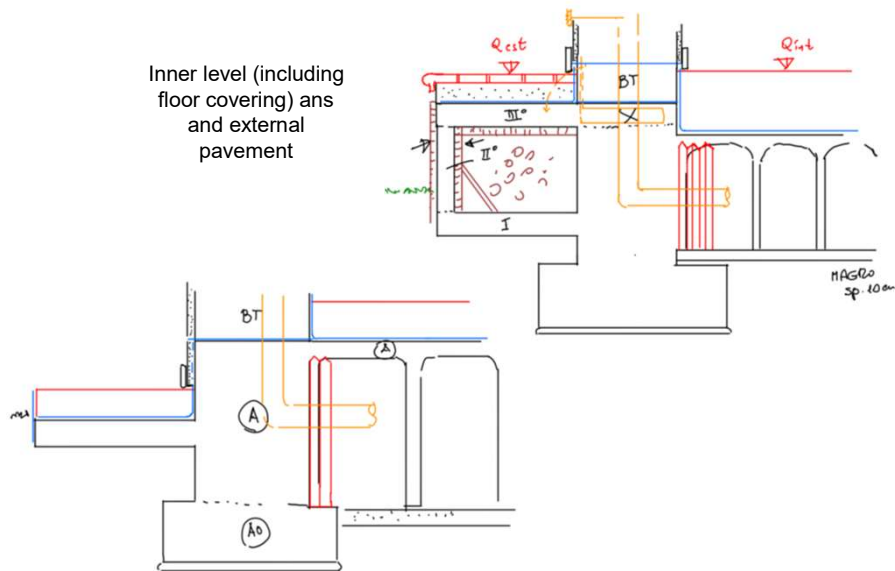 Inner level (including
floor covering) ans
and external
pavement
Qest
Qint
BT
III°
X
II°
I
MAGRO
sp. 10 cm
BT
A
A
A0